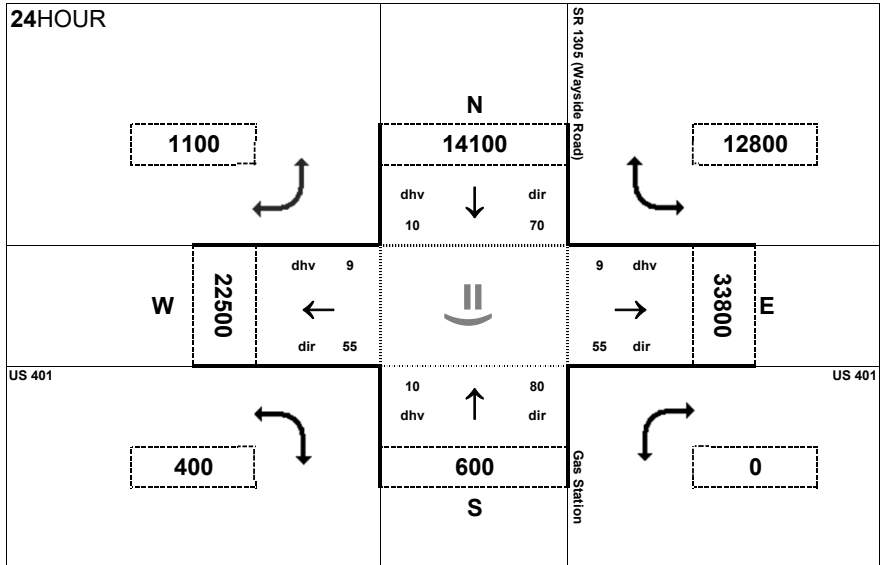 24HOUR
SR 1305 (Wayside Road)
N
1100
14100
12800
dhv
dir
10
70
dhv 9
9 dhv
W
22500
33800
E
dir 55
55 dir
US 401
US 401
10
80
dhv
dir
400
600
0
Gas Station
S